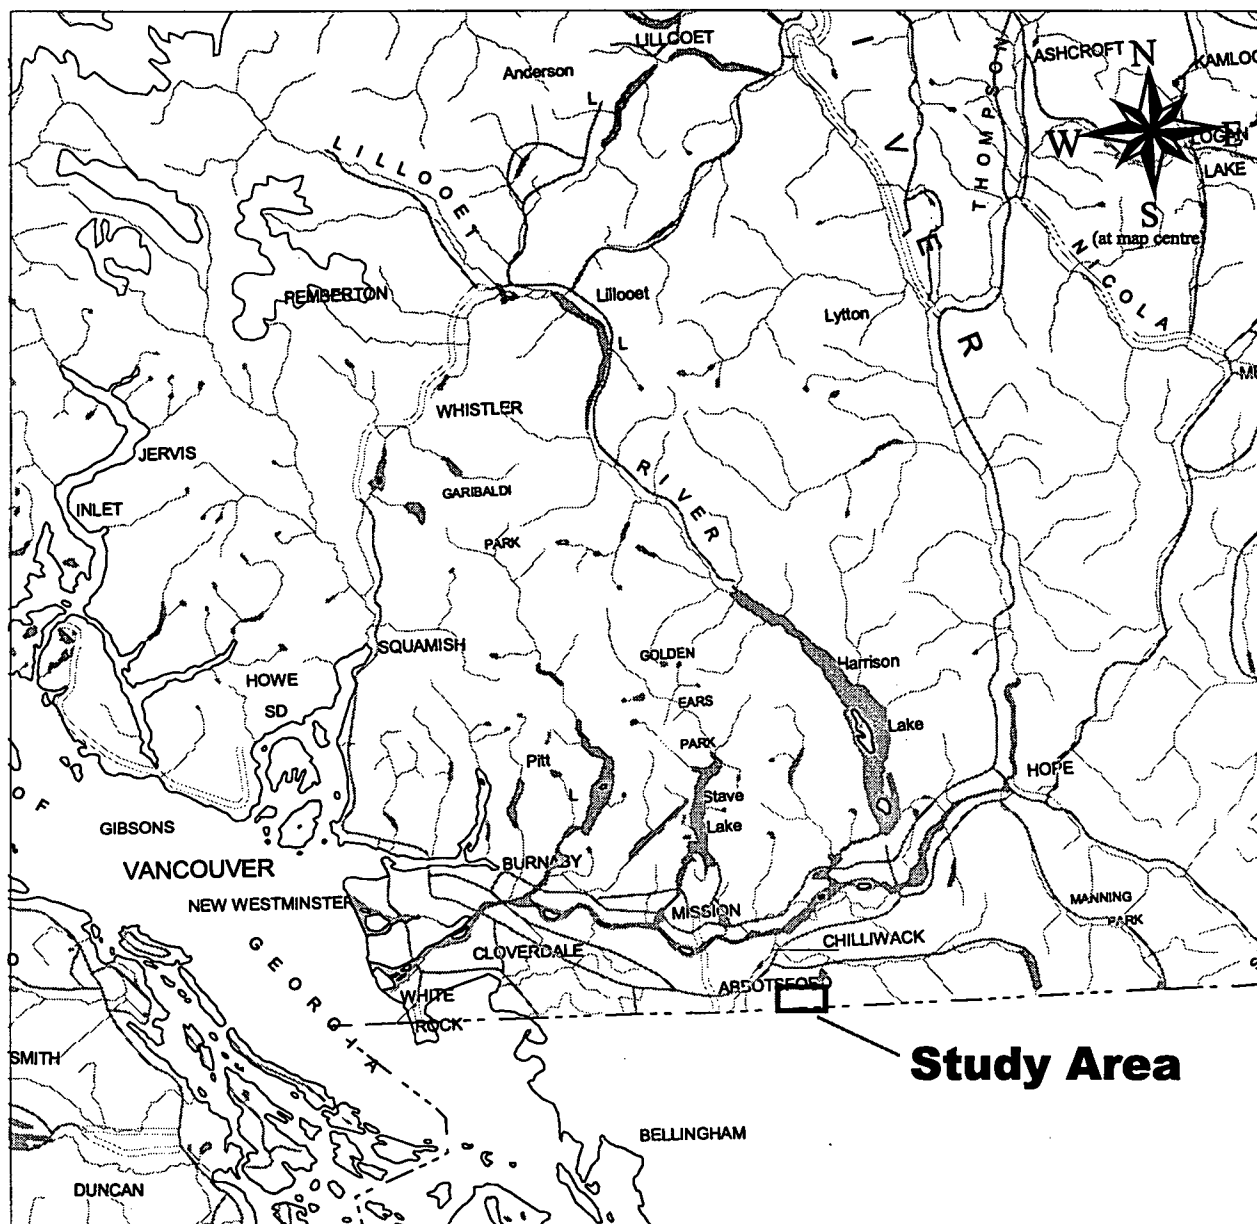 LILLCOET
Anderson
L
I
V
E
R
THOMPSON
ASHCROFT
N
KAMLOO
W
E
LOGAN
LAKE
S
(at map centre)
NICOLA
LILLOOET
PEMBERTON
Lillooet
L
Lytton
WHISTLER
JERVIS
INLET
GARIBALDI
PARK
RIVER
SQUAMISH
HOWE
SD
GOLDEN
EARS
PARK
Harrison
Lake
Pitt
L
Stave
Lake
HOPE
OF
GIBSONS
VANCOUVER
BURNABY
NEW WESTMINSTER
MISSION
MANNING
PARK
GEORGIA
CLOVERDALE
CHILLIWACK
ABBOTSFORD
WHITE
ROCK
SMITH
Study Area
BELLINGHAM
DUNCAN